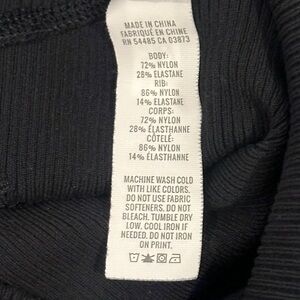 MADE IN CHINA
FABRIQUÉ EN CHINE
RN 54485 CA 03873
BODY:
72% NYLON
28% ELASTANE
RIB:
86% NYLON
14% ELASTANE
CORPS:
72% NYLON
28% ÉLASTHANNE
CÔTELÉ:
86% NYLON
14% ÉLASTHANNE
MACHINE WASH COLD
WITH LIKE COLORS.
DO NOT USE FABRIC
SOFTENERS. DO NOT
BLEACH. TUMBLE DRY
LOW. COOL IRON IF
NEEDED. DO NOT IRON
ON PRINT.